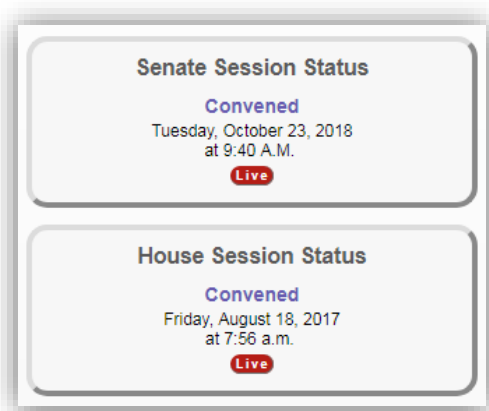 Senate Session Status
Convened
Tuesday, October 23, 2018
at 9:40 A.M.
Live
House Session Status
Convened
Friday, August 18, 2017
at 7:56 a.m.
Live